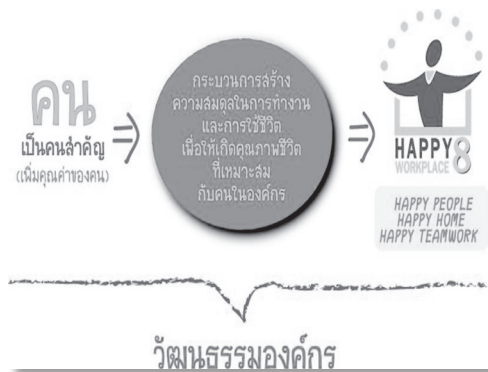 คน
เป็นคนสำคัญ
(เพิ่มคุณค่าของคน)
กระบวนการสร้าง
ความสมดุลในการทำงาน
และการใช้ชีวิต
เพื่อให้เกิดคุณภาพชีวิต
ที่เหมาะสม
กับคนในองค์กร
HAPPY 8
WORKPLACE
HAPPY PEOPLE
HAPPY HOME
HAPPY TEAMWORK
วัฒนธรรมองค์กร